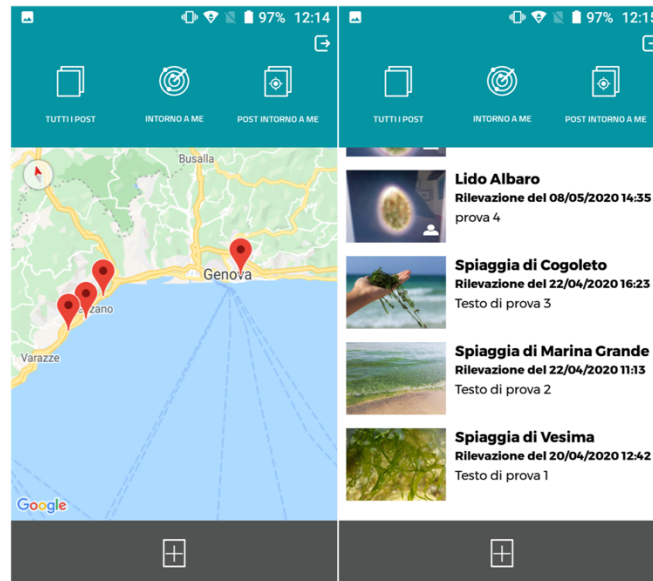 97% 12:14
TUTTI I POST
INTORNO A ME
POST INTORNO A ME
Busalla
Genova
Varazze
Google
97% 12:15
TUTTI I POST
INTORNO A ME
POST INTORNO A ME
Lido Albaro
Rilevazione del 08/05/2020 14:35
prova 4
Spiaggia di Cogoleto
Rilevazione del 22/04/2020 16:23
Testo di prova 3
Spiaggia di Marina Grande
Rilevazione del 22/04/2020 11:13
Testo di prova 2
Spiaggia di Vesima
Rilevazione del 20/04/2020 12:42
Testo di prova 1